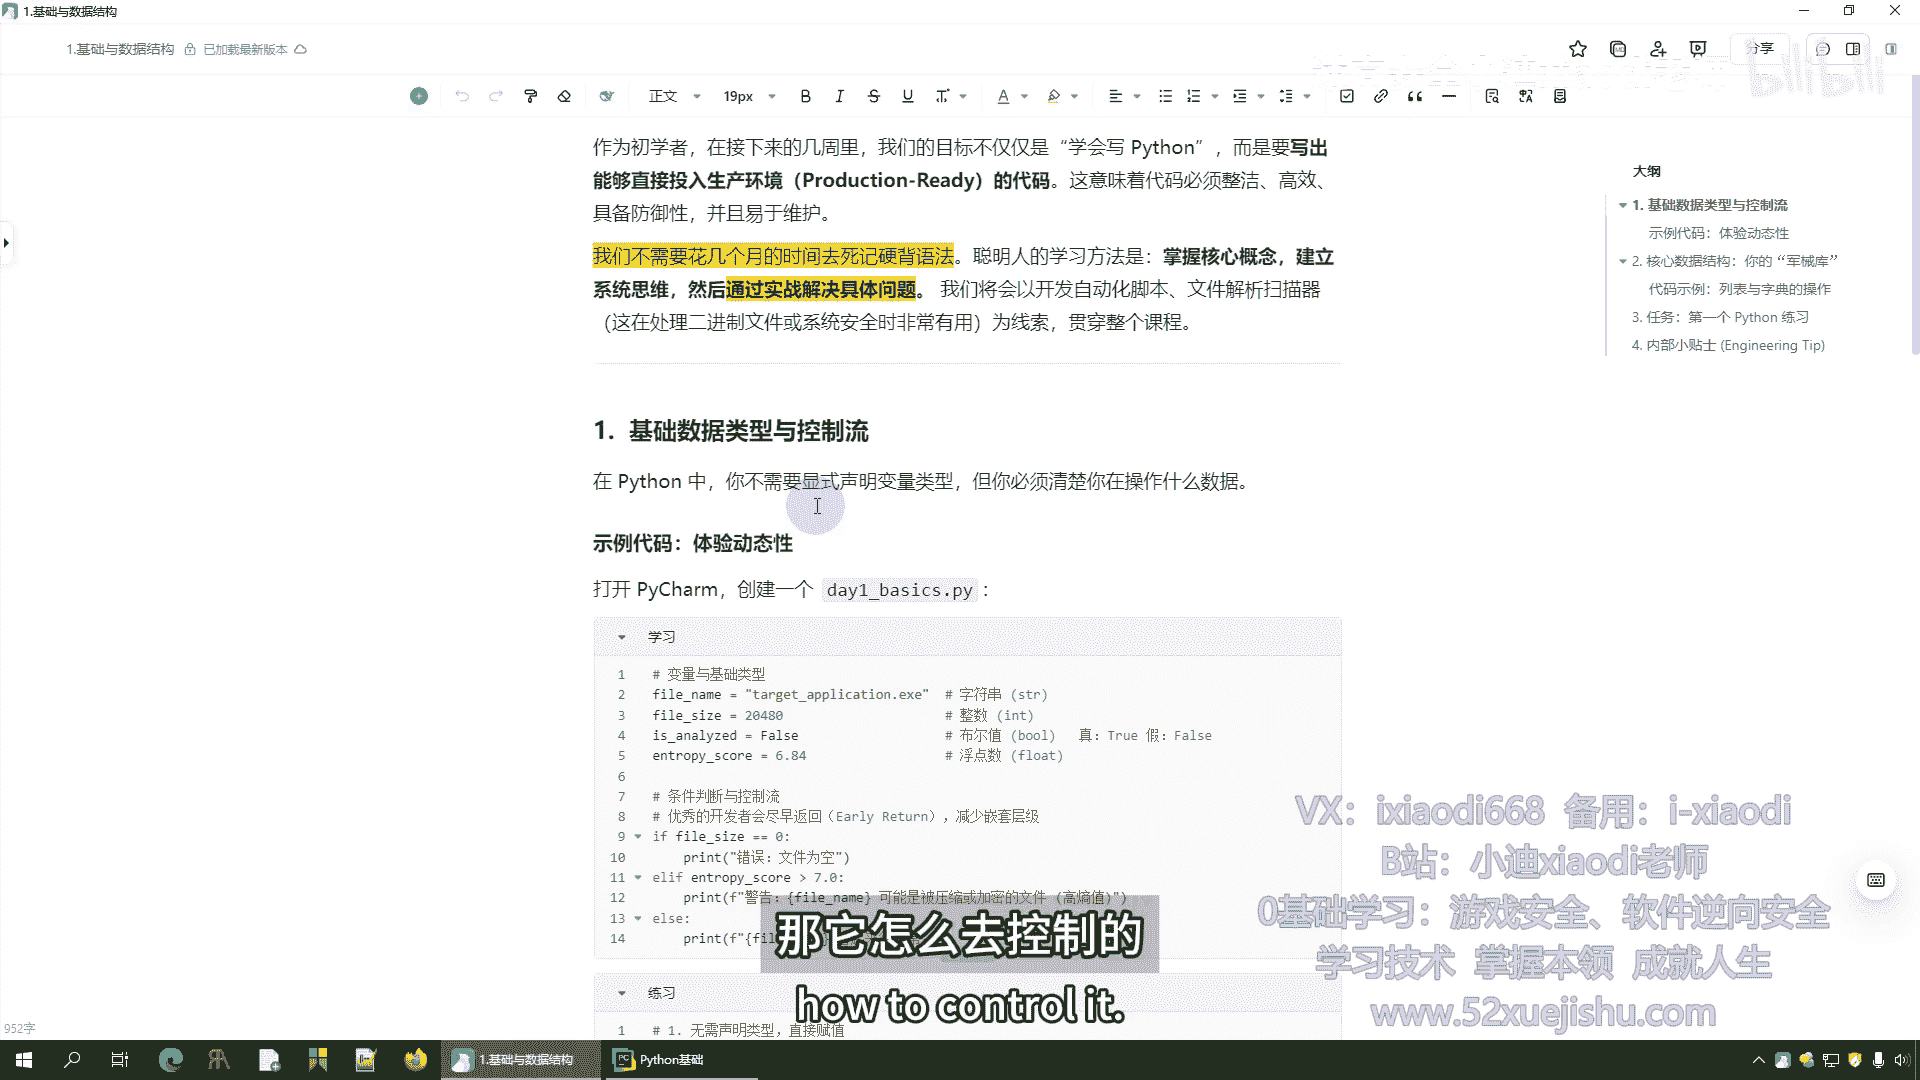 1.基础与数据结构
1.基础与数据结构 已加载最新版本
分享
bilibili
正文 19px
作为初学者，在接下来的几周里，我们的目标不仅仅是“学会写 Python”，而是要写出
能够直接投入生产环境（Production-Ready）的代码。这意味着代码必须整洁、高效、
具备防御性，并且易于维护。
我们不需要花几个月的时间去死记硬背语法。聪明人的学习方法是：掌握核心概念，建立
系统思维，然后通过实战解决具体问题。 我们将会以开发自动化脚本、文件解析扫描器
（这在处理二进制文件或系统安全时非常有用）为线索，贯穿整个课程。
大纲
1. 基础数据类型与控制流
示例代码：体验动态性
2. 核心数据结构：你的“军械库”
代码示例：列表与字典的操作
3. 任务：第一个 Python 练习
4. 内部小贴士 (Engineering Tip)
1. 基础数据类型与控制流
在 Python 中，你不需要显式声明变量类型，但你必须清楚你在操作什么数据。
示例代码：体验动态性
打开 PyCharm，创建一个 day1_basics.py：
学习
1 # 变量与基础类型
2 file_name = "target_application.exe" # 字符串 (str)
3 file_size = 20480 # 整数 (int)
4 is_analyzed = False # 布尔值 (bool) 真：True 假：False
5 entropy_score = 6.84 # 浮点数 (float)
6
7 # 条件判断与控制流
8 # 优秀的开发者会尽早返回（Early Return），减少嵌套层级
9 if file_size == 0:
10 print("错误：文件为空")
11 elif entropy_score > 7.0:
12 print(f"警告：{file_name} 可能是被压缩或加密的文件 (高熵值)")
13 else:
14 print(f"{fil
练习
1 # 1. 无需声明类型，直接赋值
那它怎么去控制的
how to control it.
VX：ixiaodi668 备用：i-xiaodi
B站：小迪xiaodi老师
0基础学习：游戏安全、软件逆向安全
学习技术 掌握本领 成就人生
www.52xuejishu.com
952字
1.基础与数据结构
PC Python基础